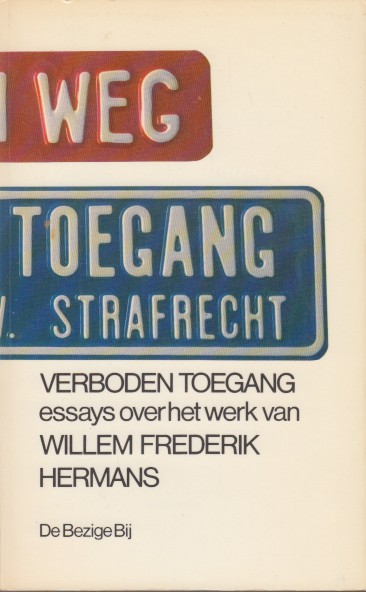 WEG
TOEGANG
. STRAFRECHT
VERBODEN TOEGANG
essays over het werk van
WILLEM FREDERIK
HERMANS
De Bezige Bij